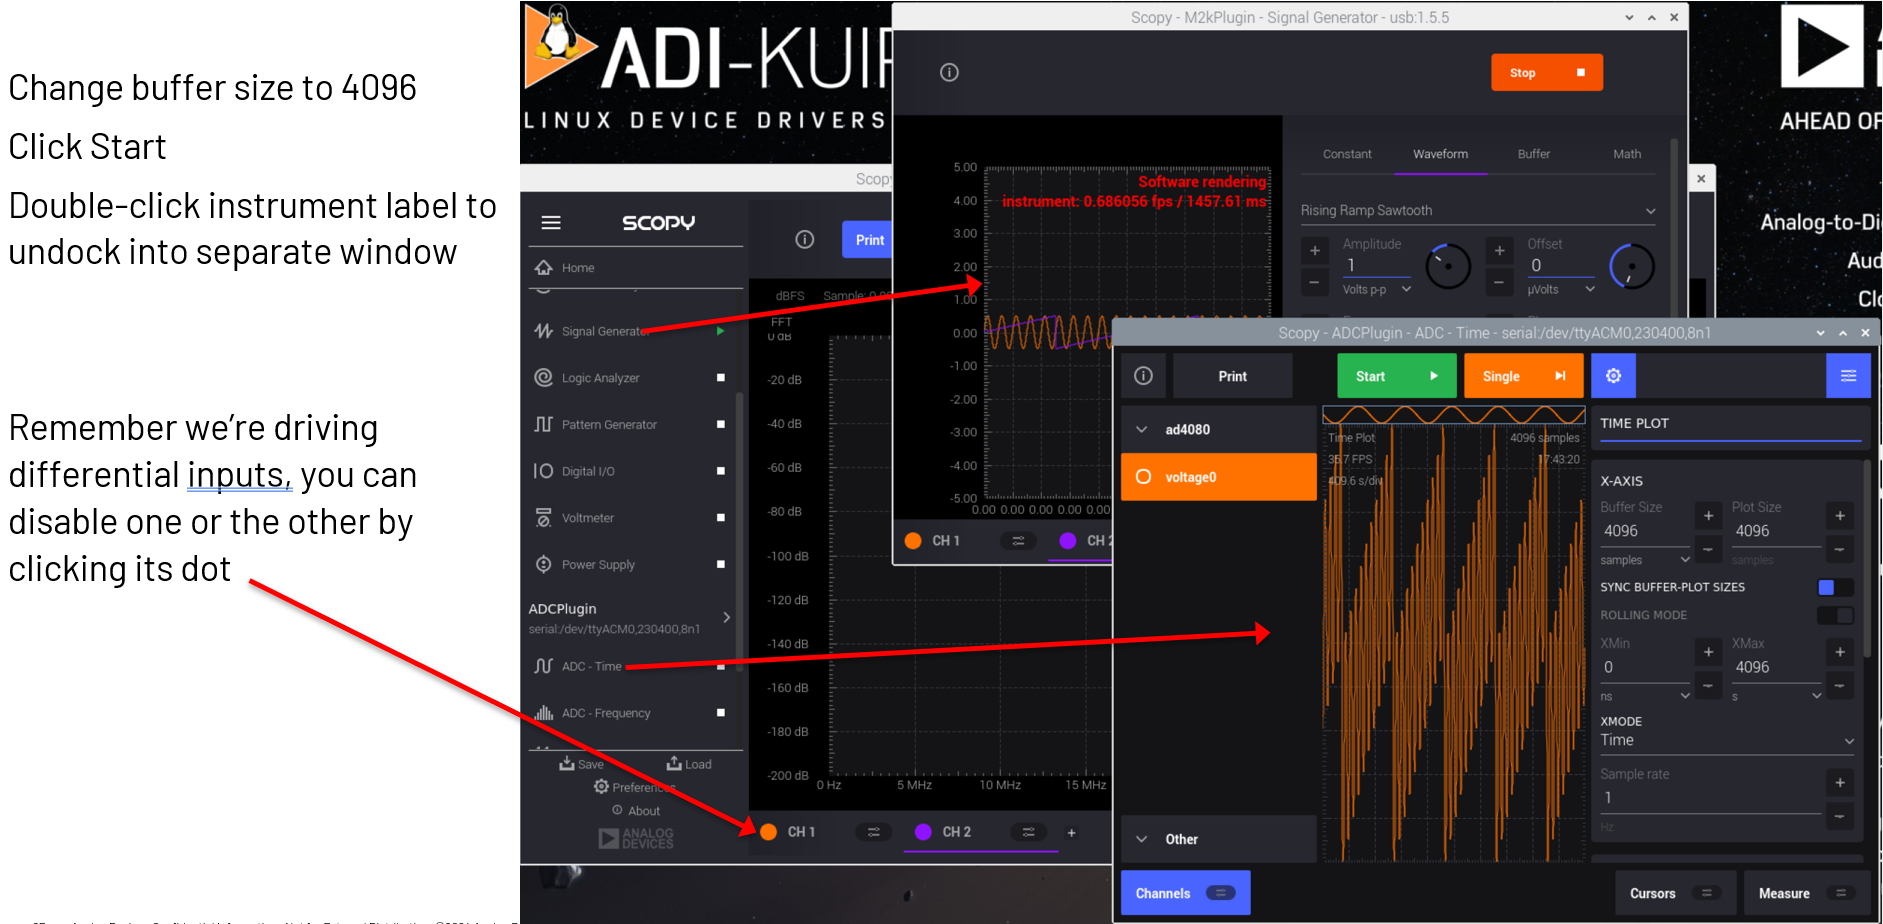 Change buffer size to 4096
Click Start
Double-click instrument label to
undock into separate window
Remember we’re driving
differential inputs, you can
disable one or the other by
clicking its dot
ADI-KUI
LINUX DEVICE DRIVERS
AHEAD OF
Analog-to-Di
Aud
Clo
Scopy
SCOPY
Home
Signal Generator
Logic Analyzer
Pattern Generator
Digital I/O
Voltmeter
Power Supply
ADCPlugin
serial:/dev/ttyACM0,230400,8n1
ADC - Time
ADC - Frequency
Save
Load
Preferences
About
ANALOG
DEVICES
Print
dBFS
Sample: 0.00
FFT
0 dB
-20 dB
-40 dB
-60 dB
-80 dB
-100 dB
-120 dB
-140 dB
-160 dB
-180 dB
-200 dB
0 Hz
5 MHz
10 MHz
15 MHz
CH 1
CH 2
+
Scopy - M2kPlugin - Signal Generator - usb:1.5.5
Stop
5.00
4.00
3.00
2.00
1.00
0.00
-1.00
-2.00
-3.00
-4.00
-5.00
0.00 0.00 0.00 0.00 0.00
Software rendering
instrument: 0.686056 fps / 1457.61 ms
CH 1
CH 2
Constant
Waveform
Buffer
Math
Rising Ramp Sawtooth
Amplitude
1
Volts p-p
Offset
0
µVolts
Scopy - ADCPlugin - ADC - Time - serial:/dev/ttyACM0,230400,8n1
Print
Start
Single
ad4080
voltage0
Other
Channels
Time Plot
4096 samples
17:43:20
409.6 s/div
TIME PLOT
X-AXIS
Buffer Size
4096
samples
Plot Size
4096
samples
SYNC BUFFER-PLOT SIZES
ROLLING MODE
XMin
0
ns
XMax
4096
s
XMODE
Time
Sample rate
1
Hz
Cursors
Measure